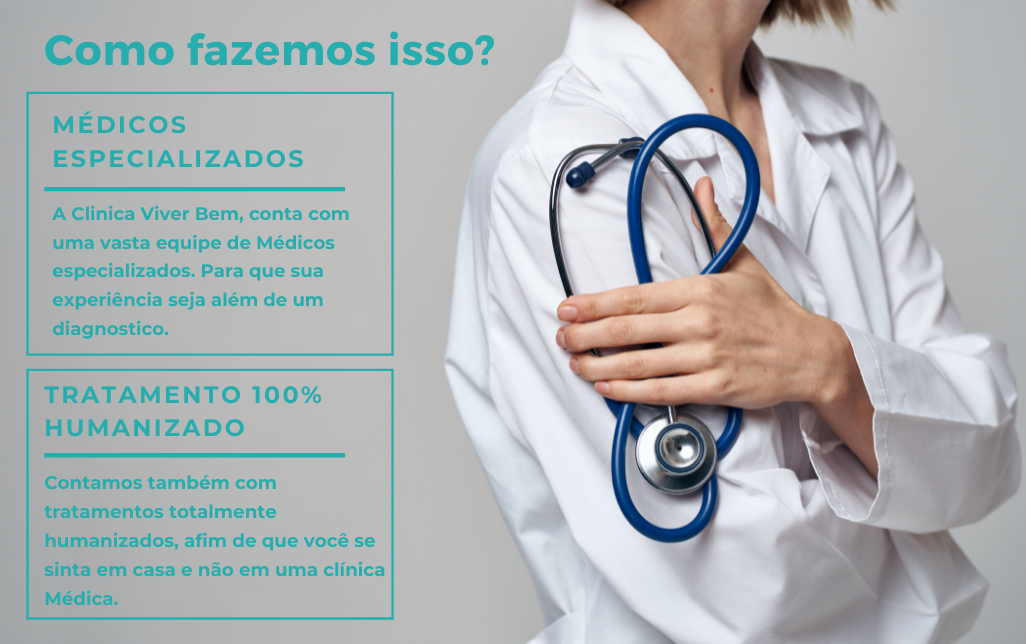 Como fazemos isso?
MÉDICOS
ESPECIALIZADOS
A Clinica Viver Bem, conta com
uma vasta equipe de Médicos
especializados. Para que sua
experiência seja além de um
diagnostico.
TRATAMENTO 100%
HUMANIZADO
Contamos também com
tratamentos totalmente
humanizados, afim de que você se
sinta em casa e não em uma clínica
Médica.